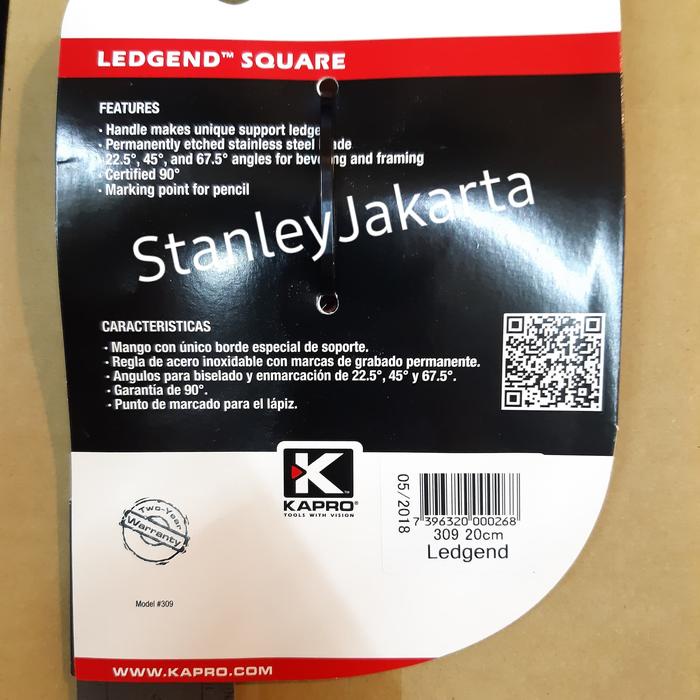 LEDGEND™ SQUARE
FEATURES
· Handle makes unique support ledge
· Permanently etched stainless steel
22.5°, 45°, and 67.5° angles for and framing
· Certified 90°
· Marking point for pencil
StanleyJakarta
CARACTERISTICAS
· Mango con único borde especial de soporte.
· Regla de acero inoxidable con marcas de grabado permanente.
· Angulos para biselado y enmarcación de 22.5°, 45° y 67.5°.
· Garantía de 90°.
· Punto de marcado para el lápiz.
K
KAPRO®
TOOLS WITH VISION
Two-Year
Warranty
05/2018
7 396320 000268
309 20cm
Ledgend
Model #309
WWW.KAPRO.COM